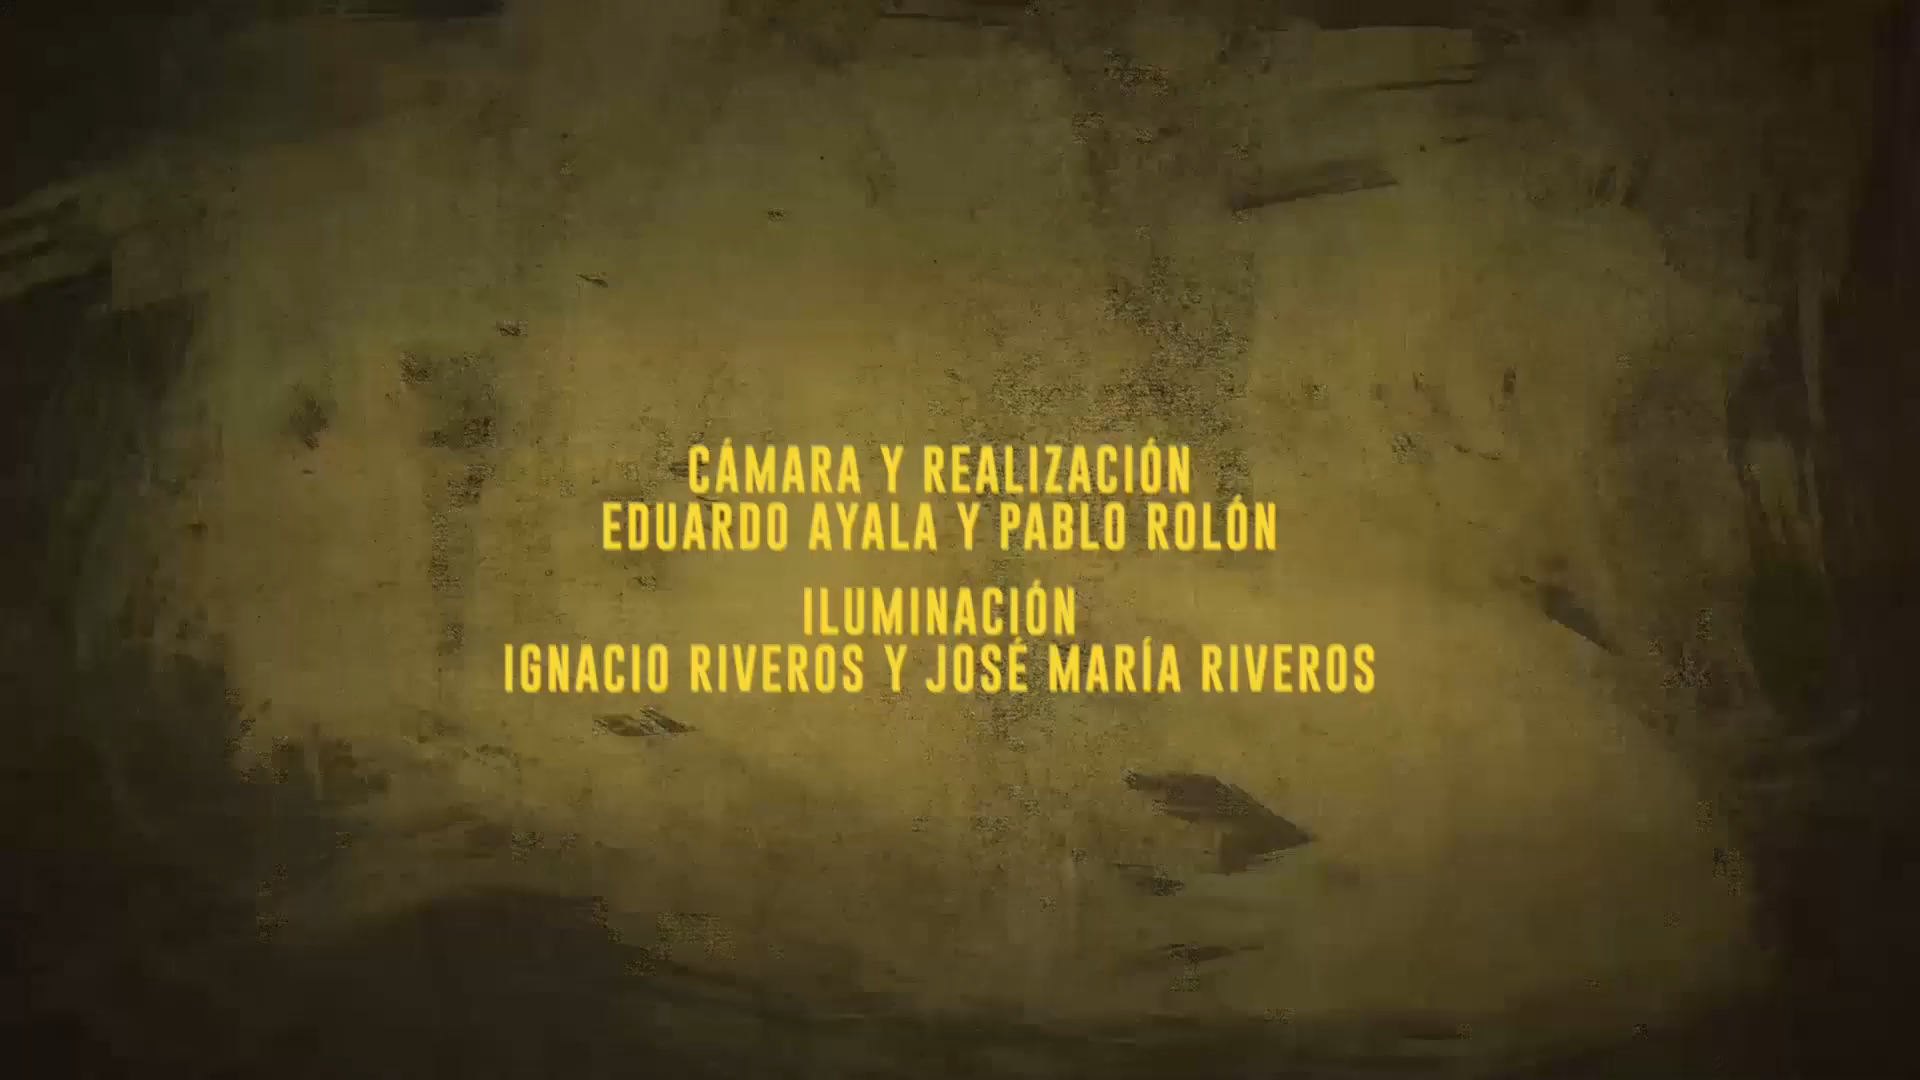 CÁMARA Y REALIZACIÓN
EDUARDO AYALA Y PABLO ROLÓN
ILUMINACIÓN
IGNACIO RIVEROS Y JOSÉ MARÍA RIVEROS